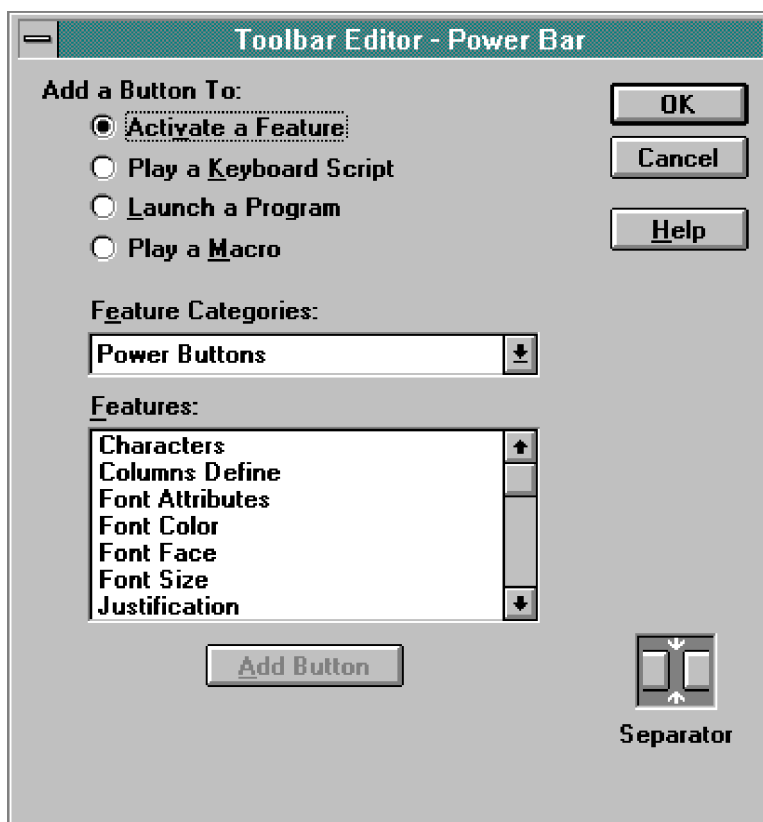 Toolbar Editor - Power Bar
Add a Button To:
Activate a Feature
Play a Keyboard Script
Launch a Program
Play a Macro
OK
Cancel
Help
Feature Categories:
Power Buttons
Features:
Characters
Columns Define
Font Attributes
Font Color
Font Face
Font Size
Justification
Add Button
Separator